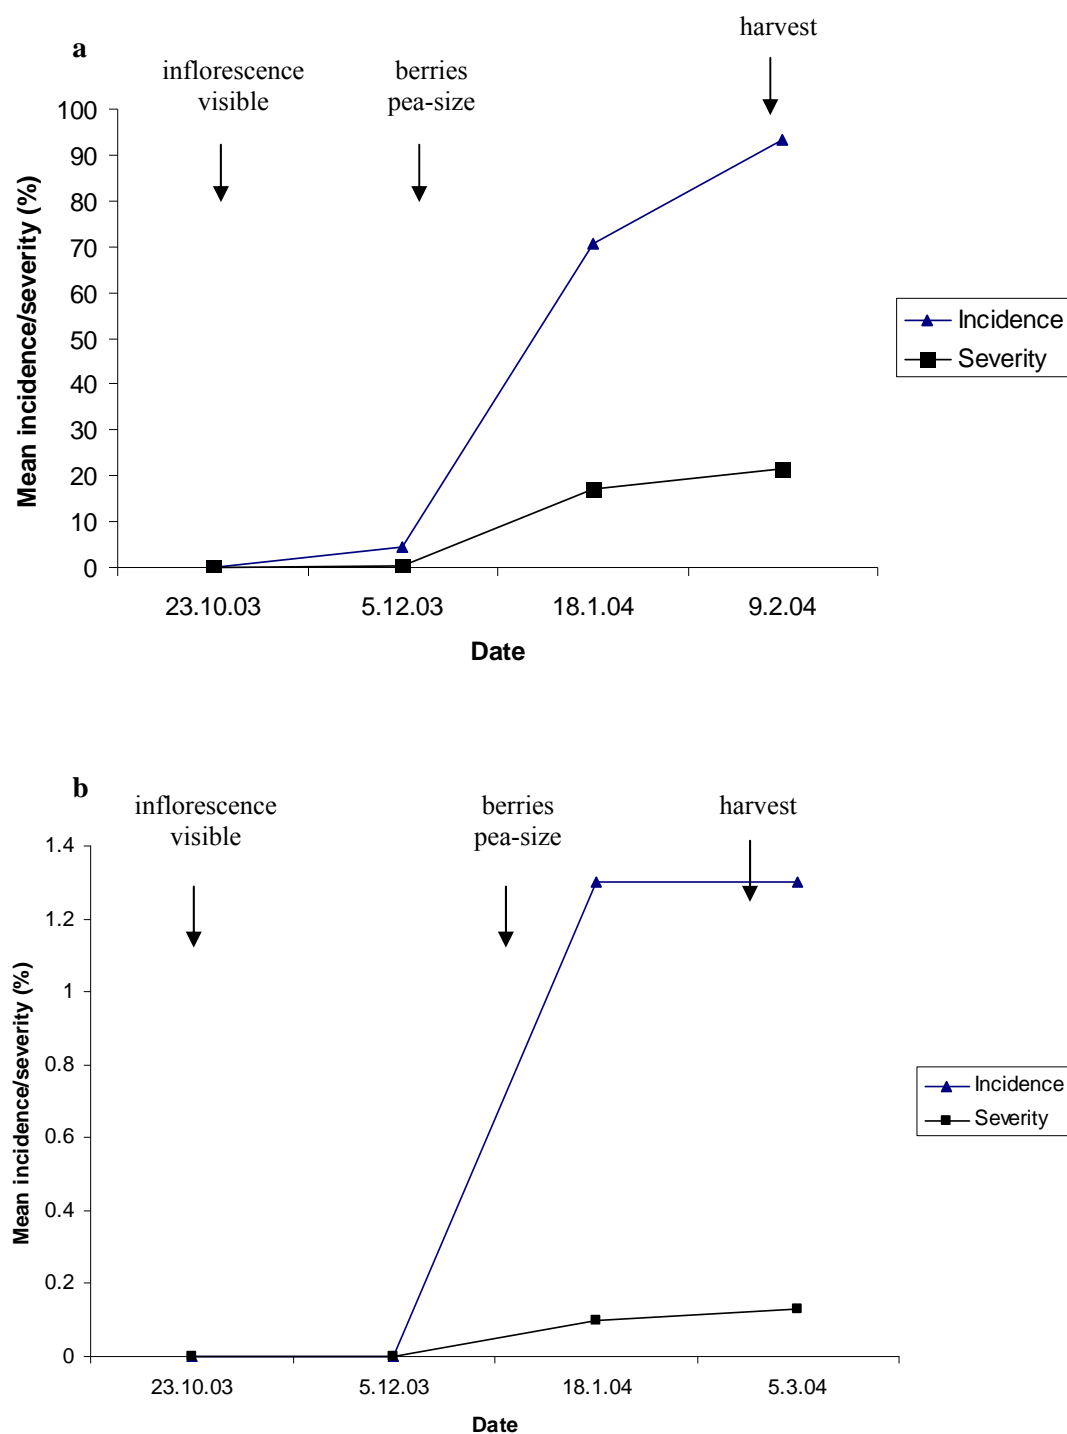 a
harvest
inflorescence
visible
berries
pea-size
100
90
80
70
60
50
40
30
20
10
0
Mean incidence/severity (%)
Incidence
Severity
23.10.03 5.12.03 18.1.04 9.2.04
Date
b
inflorescence
visible
berries
pea-size
harvest
1.4
1.2
1
0.8
0.6
0.4
0.2
0
Mean incidence/severity (%)
Incidence
Severity
23.10.03 5.12.03 18.1.04 5.3.04
Date